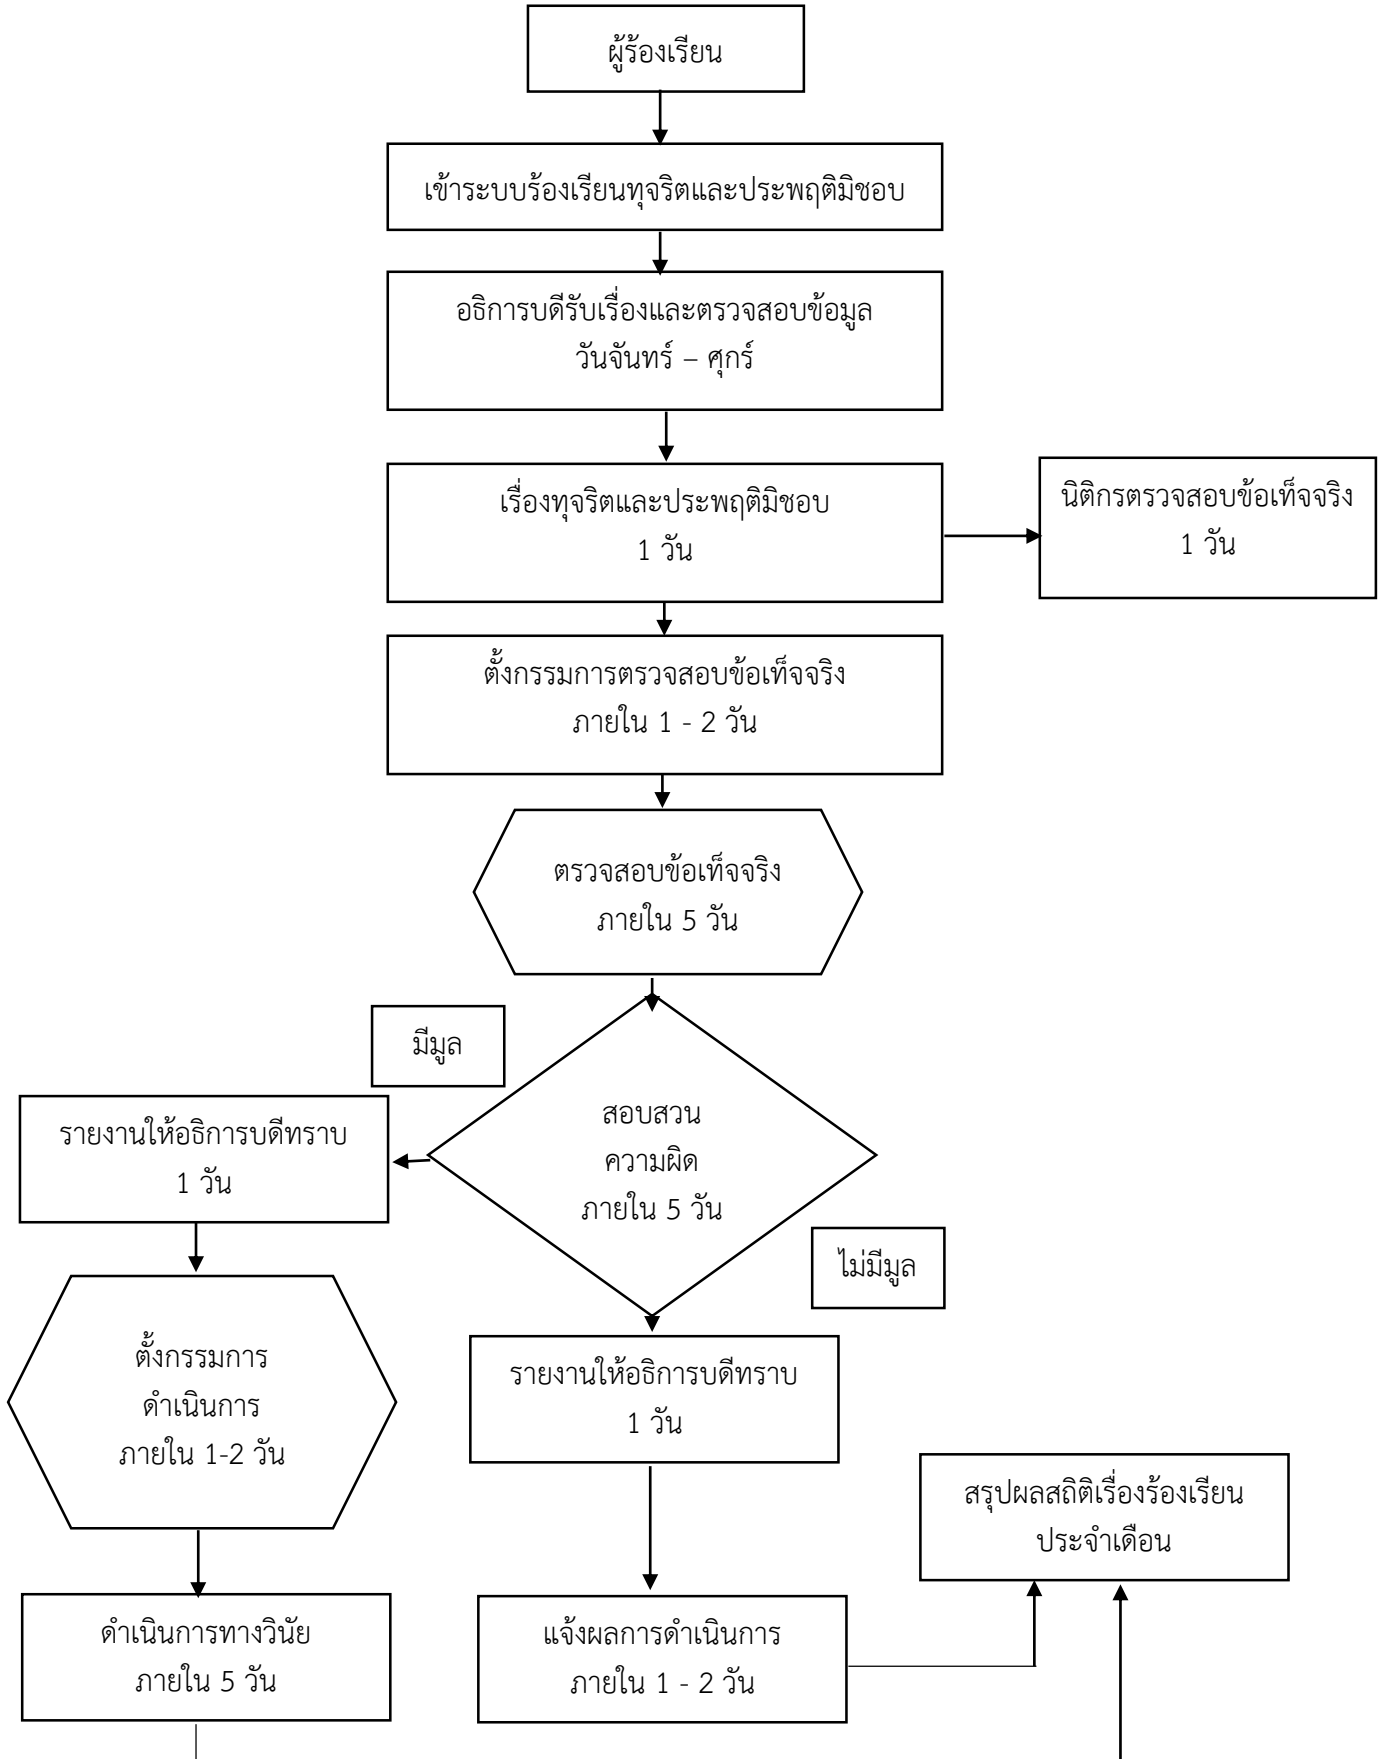 ผู้ร้องเรียน
เข้าระบบร้องเรียนทุจริตและประพฤติมิชอบ
อธิการบดีรับเรื่องและตรวจสอบข้อมูล
วันจันทร์ – ศุกร์
เรื่องทุจริตและประพฤติมิชอบ
1 วัน
นิติกรตรวจสอบข้อเท็จจริง
1 วัน
ตั้งกรรมการตรวจสอบข้อเท็จจริง
ภายใน 1 - 2 วัน
ตรวจสอบข้อเท็จจริง
ภายใน 5 วัน
มีมูล
สอบสวน
ความผิด
ภายใน 5 วัน
รายงานให้อธิการบดีทราบ
1 วัน
ไม่มีมูล
ตั้งกรรมการ
ดำเนินการ
ภายใน 1-2 วัน
รายงานให้อธิการบดีทราบ
1 วัน
สรุปผลสถิติเรื่องร้องเรียน
ประจำเดือน
ดำเนินการทางวินัย
ภายใน 5 วัน
แจ้งผลการดำเนินการ
ภายใน 1 - 2 วัน